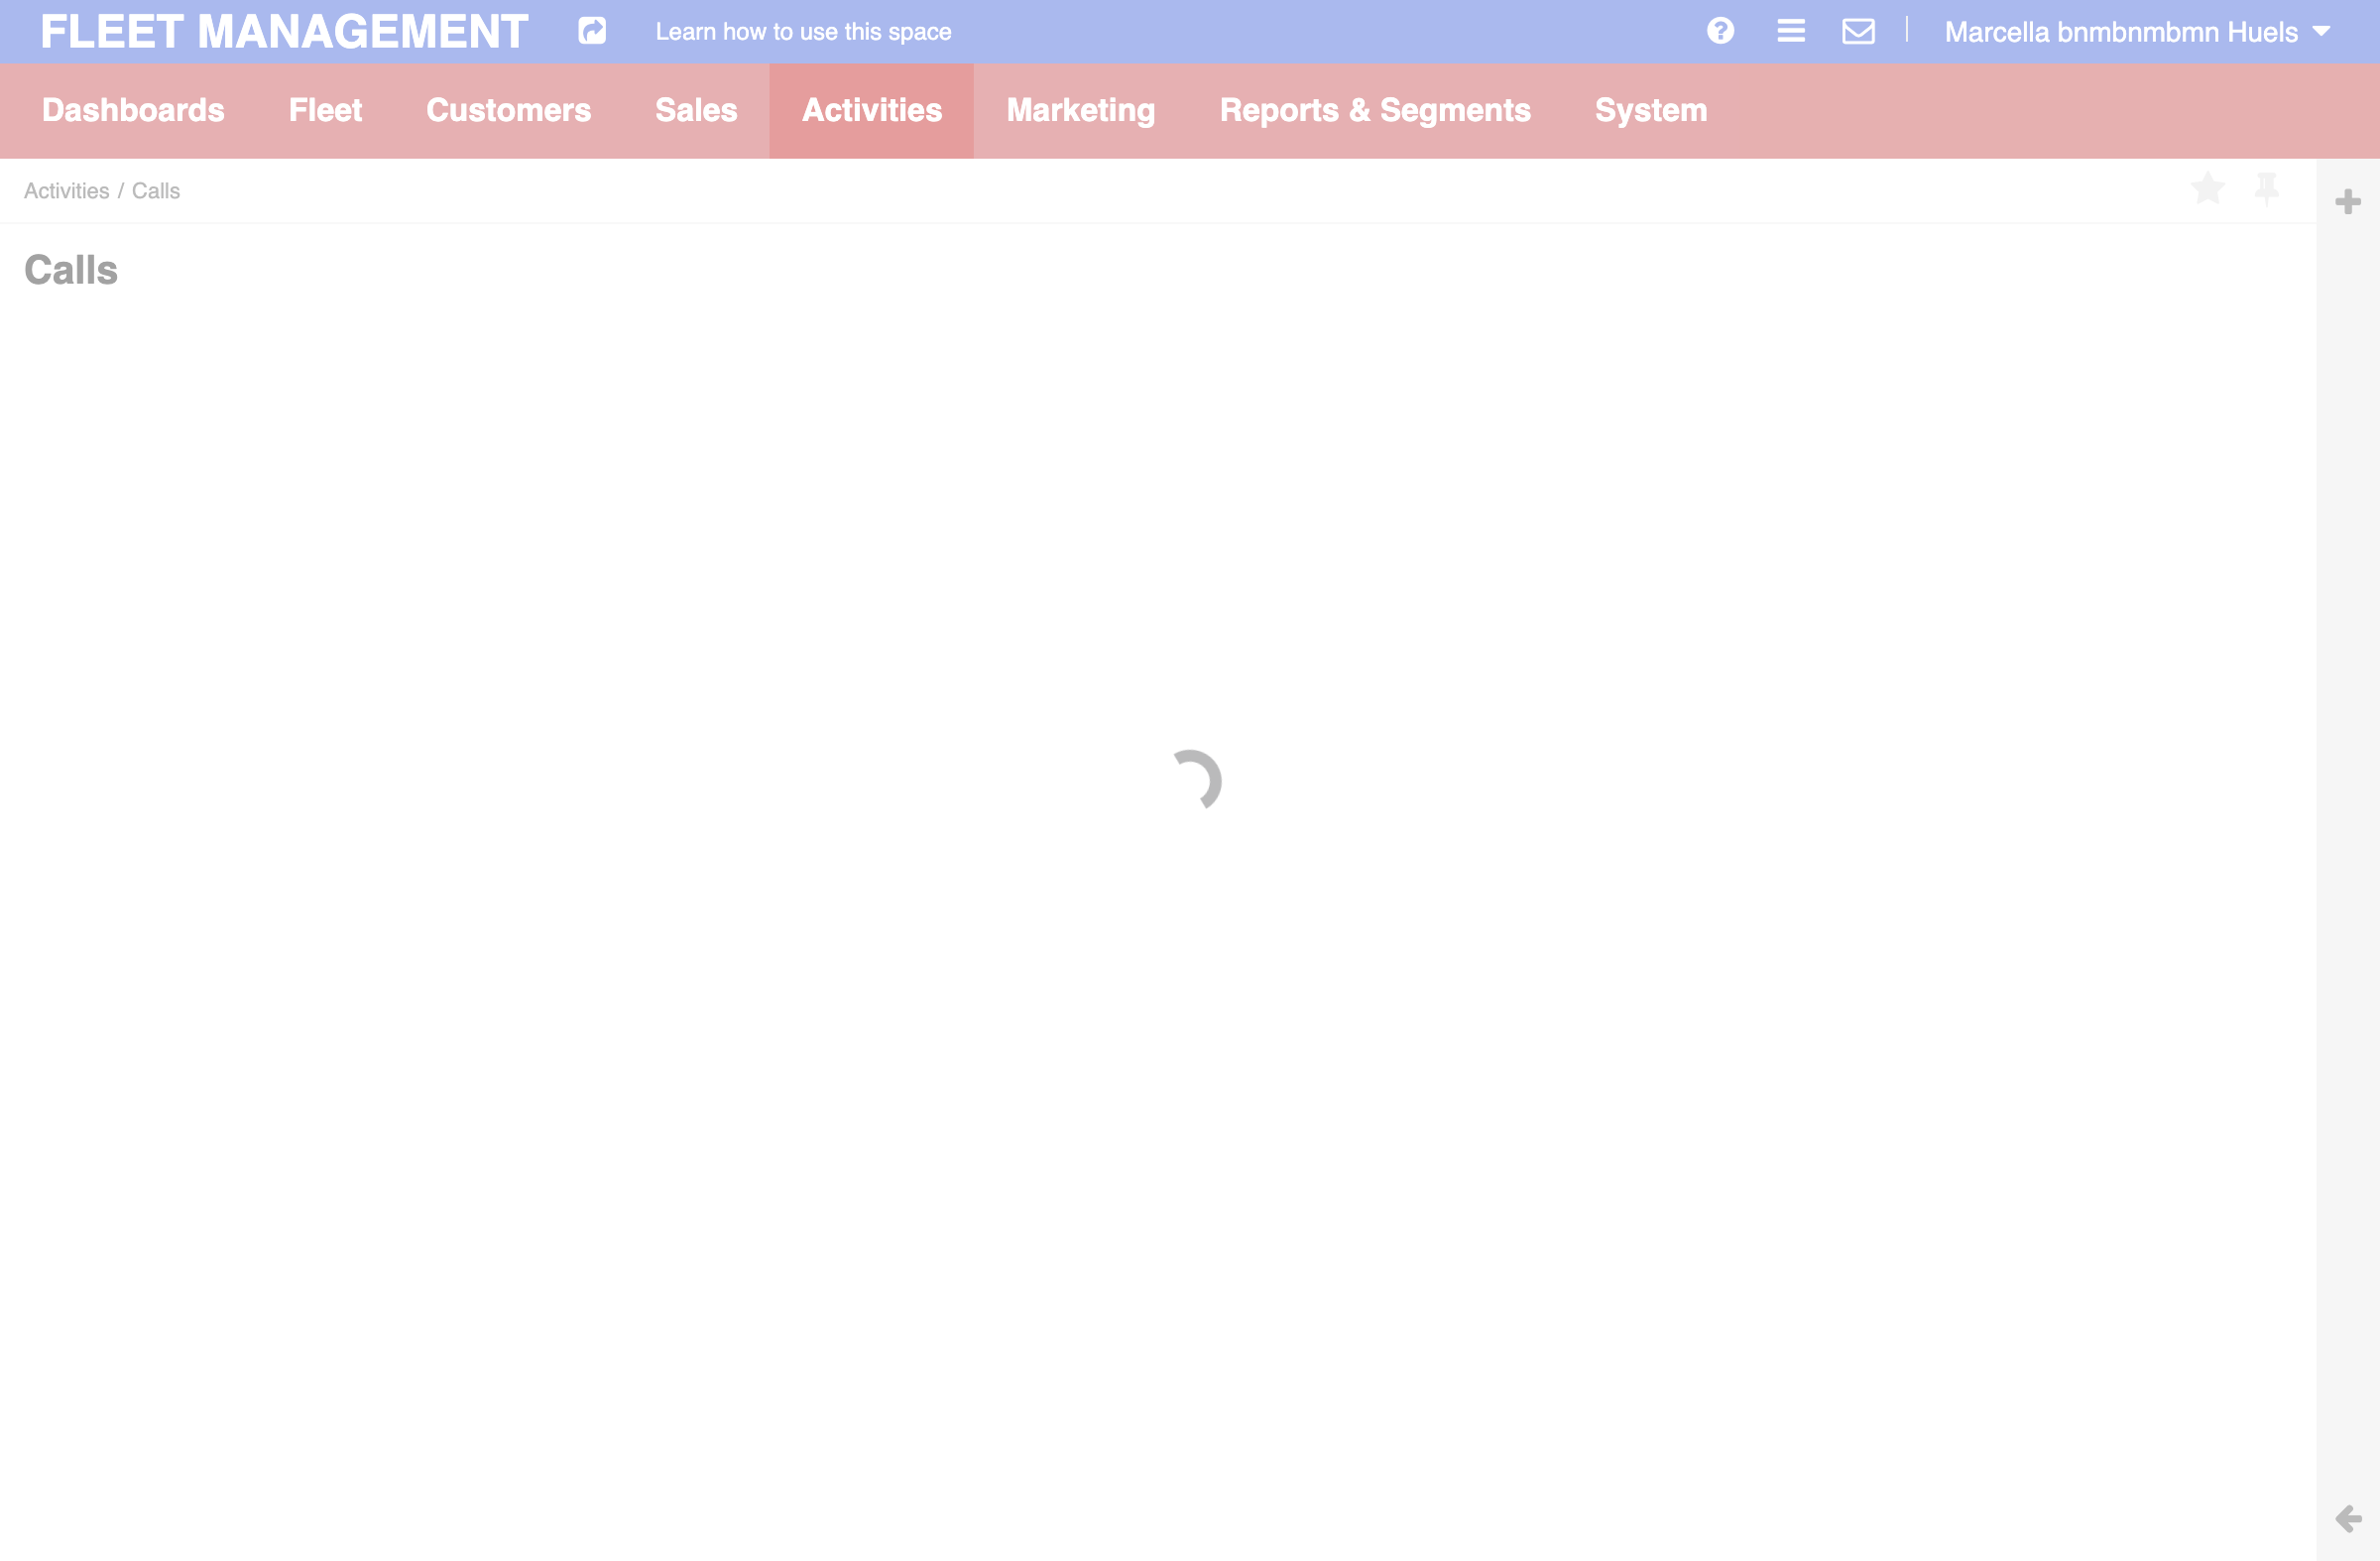 FLEET MANAGEMENT
Learn how to use this space
Marcella bnmbnmbmn Huels
Dashboards
Fleet
Customers
Sales
Activities
Marketing
Reports & Segments
System
Activities / Calls
Calls